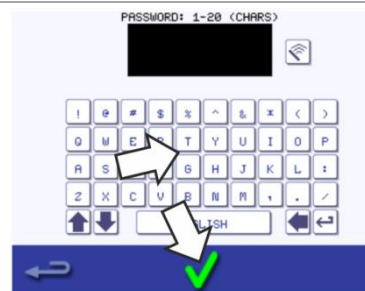 PASSWORD: 1-20 (CHARS)
! @ # $ % ^ & * ( )
Q W E T Y U I O P
A S G H J K L :
Z X C V B N M , . /